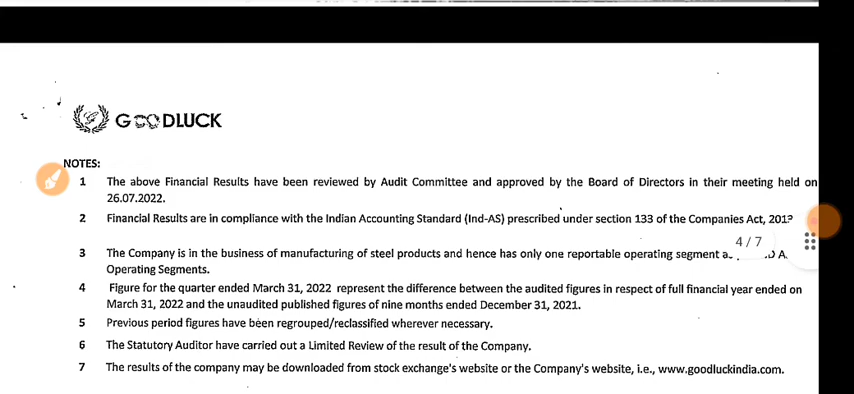 GOODLUCK
NOTES:
1 The above Financial Results have been reviewed by Audit Committee and approved by the Board of Directors in their meeting held on
26.07.2022.
2 Financial Results are in compliance with the Indian Accounting Standard (Ind-AS) prescribed under section 133 of the Companies Act,
4 / 7
3 The Company is in the business of manufacturing of steel products and hence has only one reportable operating segment
Operating Segments.
4 Figure for the quarter ended March 31, 2022 represent the difference between the audited figures in respect of full financial year ended on
March 31, 2022 and the unaudited published figures of nine months ended December 31, 2021.
5 Previous period figures have been regrouped/reclassified wherever necessary.
6 The Statutory Auditor have carried out a Limited Review of the result of the Company.
7 The results of the company may be downloaded from stock exchange's website or the Company's website, i.e., www.goodluckindia.com.